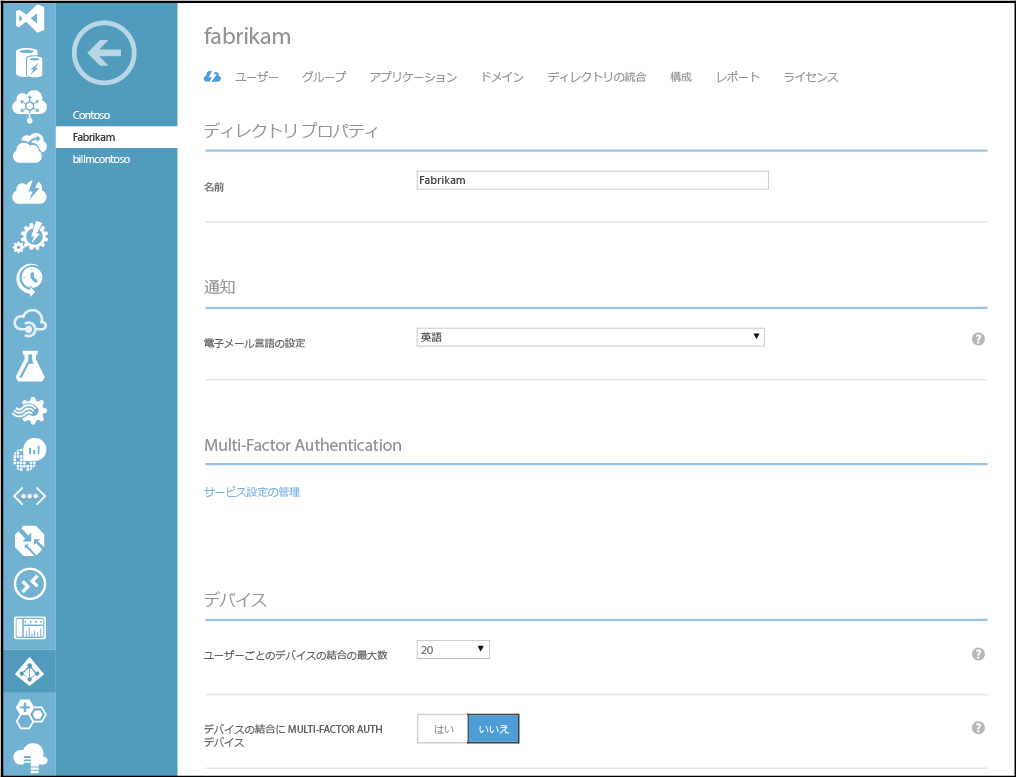 Contoso
Fabrikam
billmcontoso
fabrikam
ユーザー グループ アプリケーション ドメイン ディレクトリの統合 構成 レポート ライセンス
ディレクトリ プロパティ
名前 Fabrikam
通知
電子メール言語の設定 英語 ?
Multi-Factor Authentication
サービス設定の管理
デバイス
ユーザーごとのデバイスの結合の最大数 20 ?
デバイスの結合に MULTI-FACTOR AUTH はい いいえ ?
デバイス